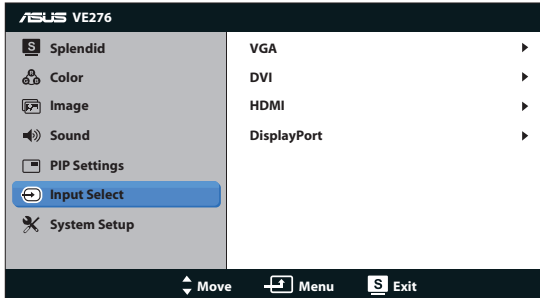 ASUS VE276
S Splendid
Color
Image
Sound
PIP Settings
Input Select
System Setup
VGA
DVI
HDMI
DisplayPort
Move Menu S Exit